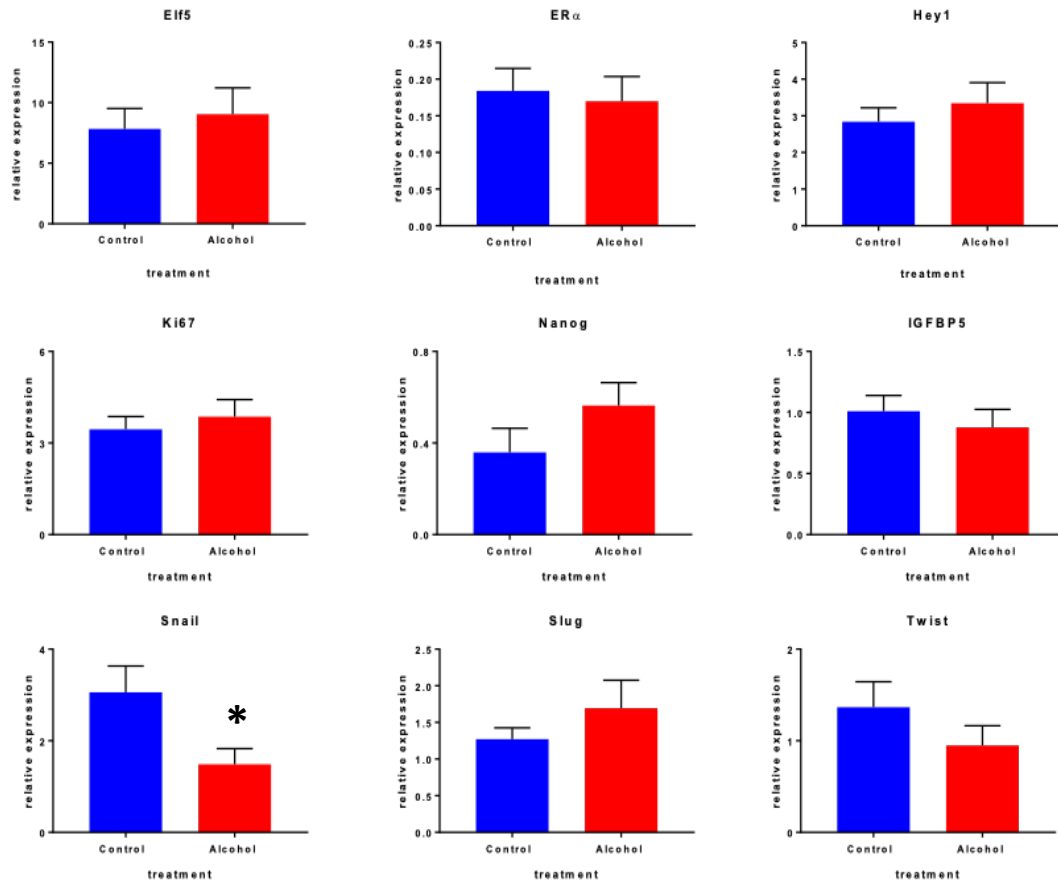 Elf5
ERα
Hey1
relative expression
15
10
5
0
Control
Alcohol
treatment
relative expression
0.25
0.20
0.15
0.10
0.05
0.00
Control
Alcohol
treatment
relative expression
5
4
3
2
1
0
Control
Alcohol
treatment
Ki67
Nanog
IGFBP5
relative expression
6
3
0
Control
Alcohol
treatment
relative expression
0.8
0.4
0.0
Control
Alcohol
treatment
relative expression
1.5
1.0
0.5
0.0
Control
Alcohol
treatment
Snail
Slug
Twist
relative expression
4
2
0
*
Control
Alcohol
treatment
relative expression
2.5
2.0
1.5
1.0
0.5
0.0
Control
Alcohol
treatment
relative expression
2
1
0
Control
Alcohol
treatment